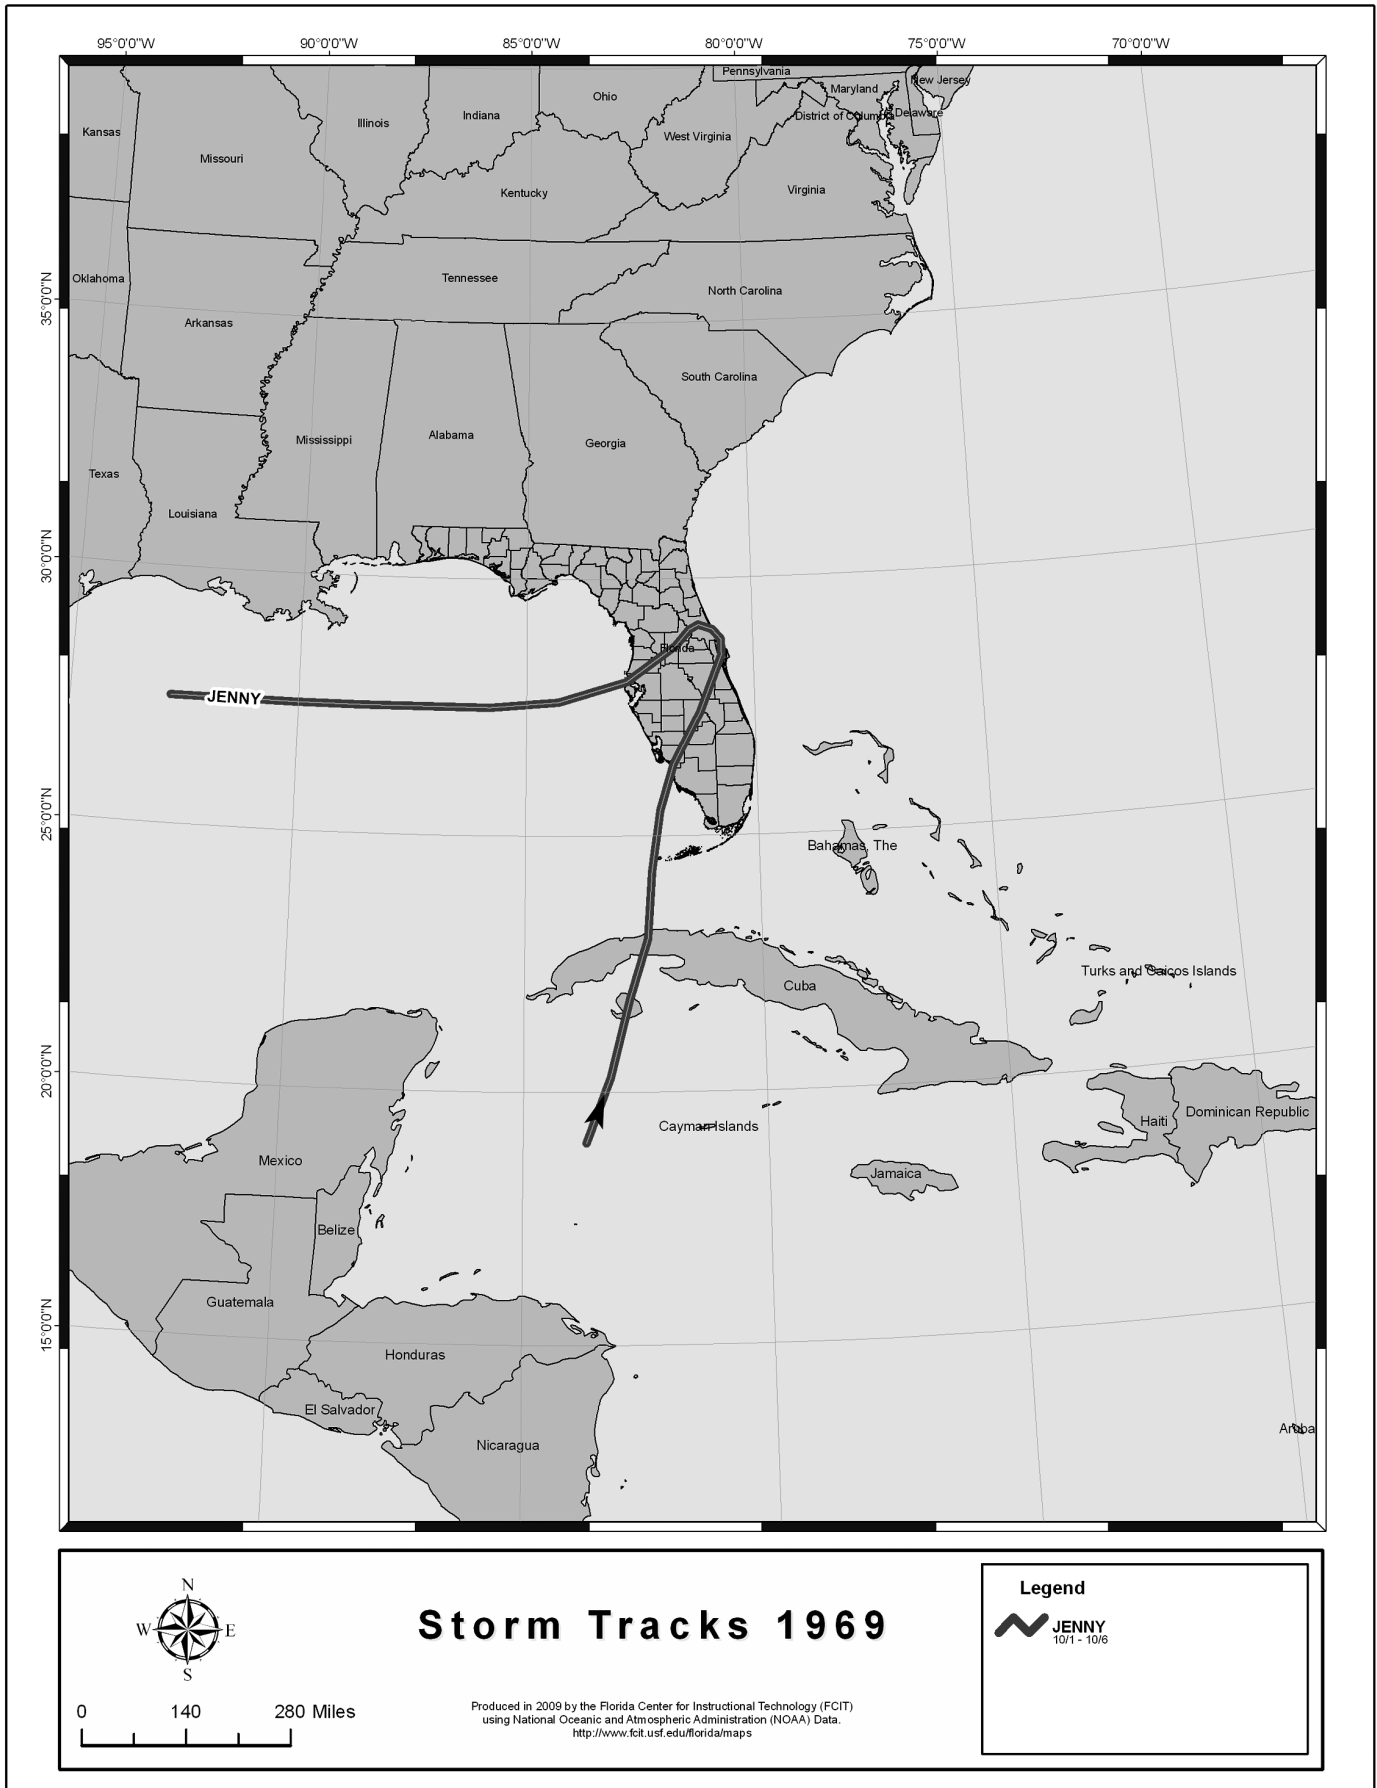 95°0'0"W 90°0'0"W 85°0'0"W 80°0'0"W 75°0'0"W 70°0'0"W
Pennsylvania
New Jersey
Maryland
Ohio
Delaware
District of Columbia
Indiana
Illinois
Kansas
West Virginia
Missouri
Virginia
Kentucky
35°0'0"N
Oklahoma
Tennessee
North Carolina
Arkansas
South Carolina
Alabama
Mississippi
Georgia
Texas
Louisiana
30°0'0"N
Florida
JENNY
25°0'0"N
Bahamas, The
Turks and Caicos Islands
Cuba
20°0'0"N
Dominican Republic
Haiti
Cayman Islands
Mexico
Jamaica
Belize
Guatemala
15°0'0"N
Honduras
El Salvador
Aruba
Nicaragua
N
W E
S
0 140 280 Miles
Storm Tracks 1969
Produced in 2009 by the Florida Center for Instructional Technology (FCIT)
using National Oceanic and Atmospheric Administration (NOAA) Data.
http://www.fcit.usf.edu/florida/maps
Legend
JENNY
10/1 - 10/6